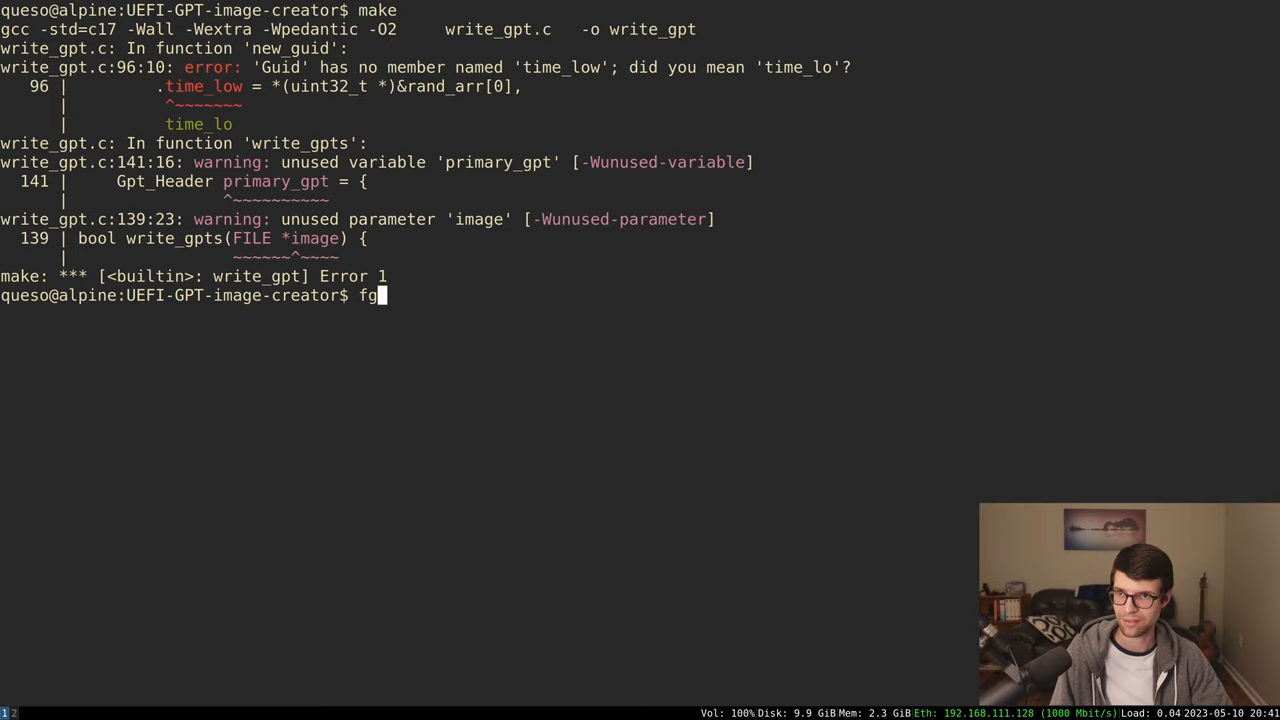 queso@alpine:UEFI-GPT-image-creator$ make
gcc -std=c17 -Wall -Wextra -Wpedantic -O2     write_gpt.c   -o write_gpt
write_gpt.c: In function 'new_guid':
write_gpt.c:96:10: error: 'Guid' has no member named 'time_low'; did you mean 'time_lo'?
   96 |         .time_low = *(uint32_t *)&rand_arr[0],
      |          ^~~~~~~~
      |          time_lo
write_gpt.c: In function 'write_gpts':
write_gpt.c:141:16: warning: unused variable 'primary_gpt' [-Wunused-variable]
  141 |     Gpt_Header primary_gpt = {
      |                ^~~~~~~~~~~
write_gpt.c:139:23: warning: unused parameter 'image' [-Wunused-parameter]
  139 | bool write_gpts(FILE *image) {
      |                 ~~~~~~^~~~~
make: *** [<builtin>: write_gpt] Error 1
queso@alpine:UEFI-GPT-image-creator$ fg
1 2 Vol: 100% Disk: 9.9 GiB Mem: 2.3 GiB Eth: 192.168.111.128 (1000 Mbit/s) Load: 0.04 2023-05-10 20:41